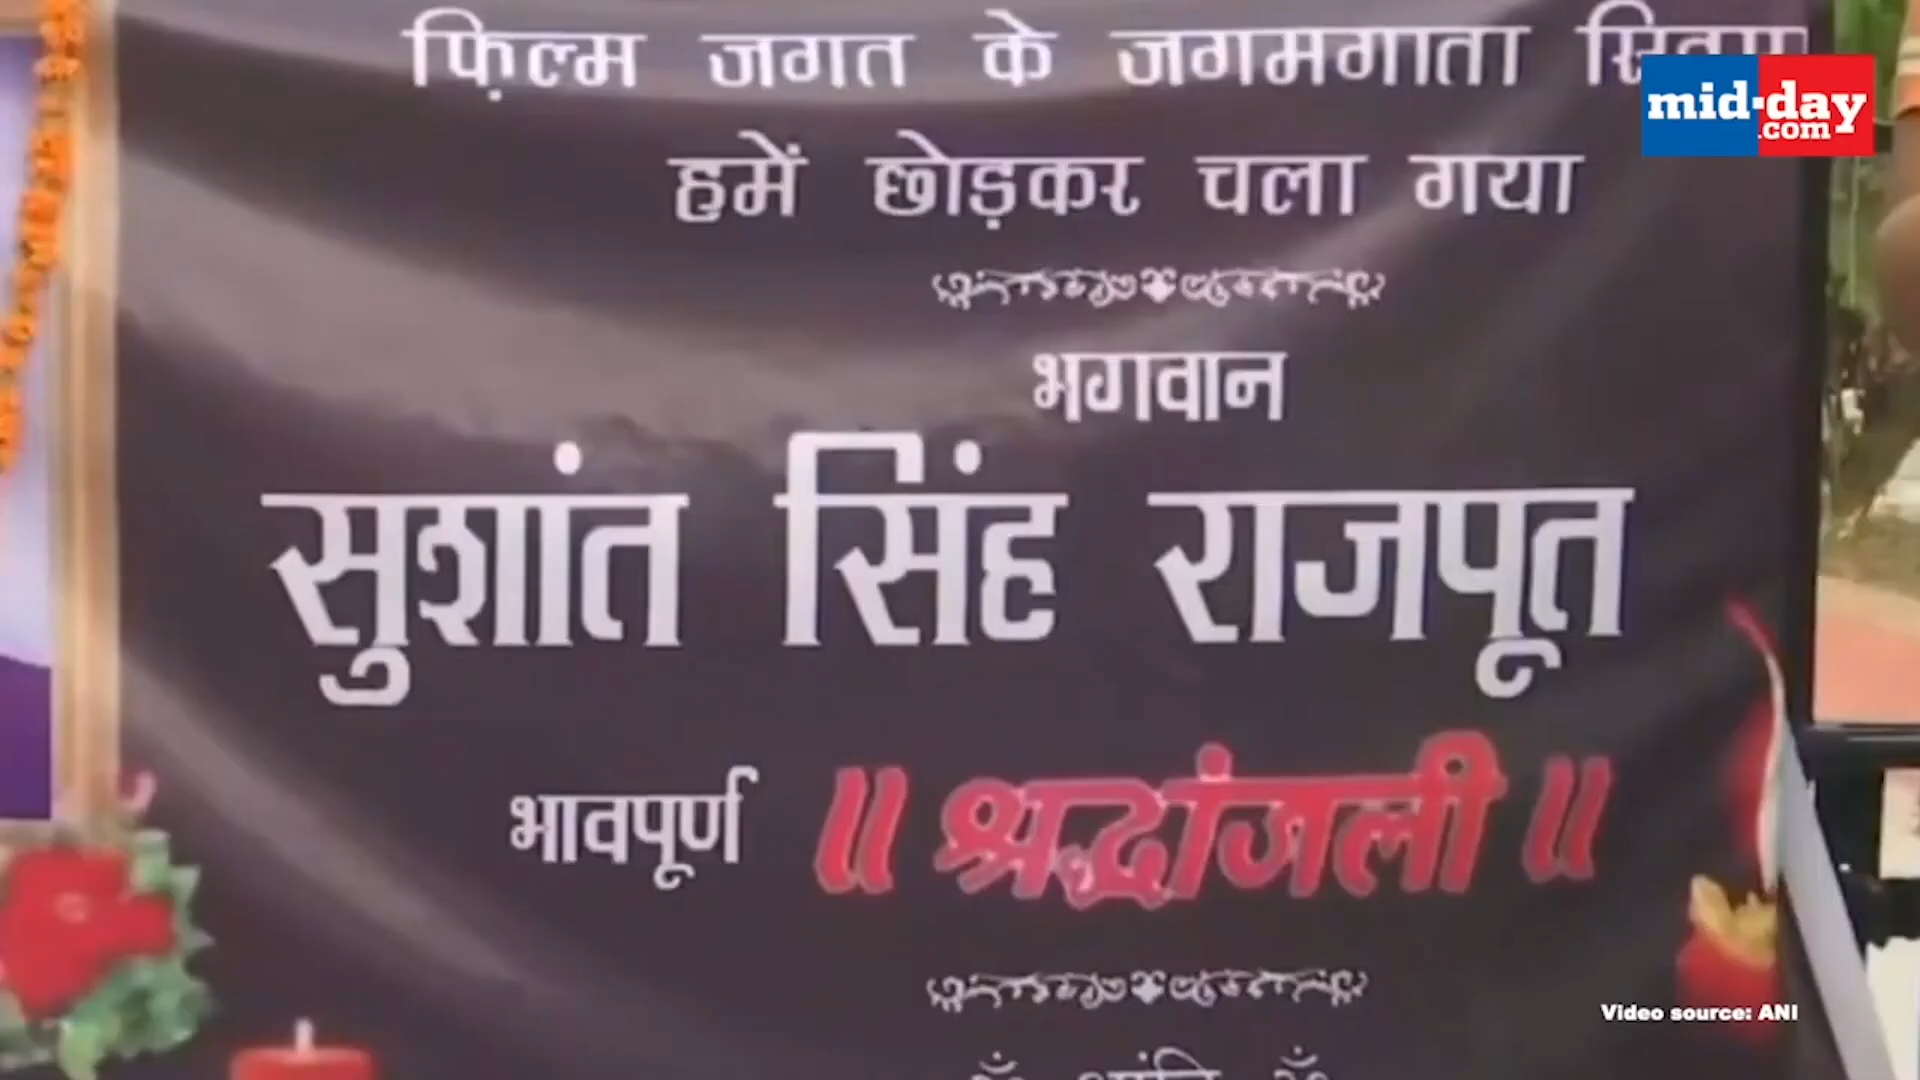 फ़िल्म जगत के जगमगाता
mid-day
.com
हमें छोड़कर चला गया
भगवान
सुशांत सिंह राजपूत
भावपूर्ण ॥ श्रद्धांजली ॥
Video source: ANI
ॐ शांति ॐ